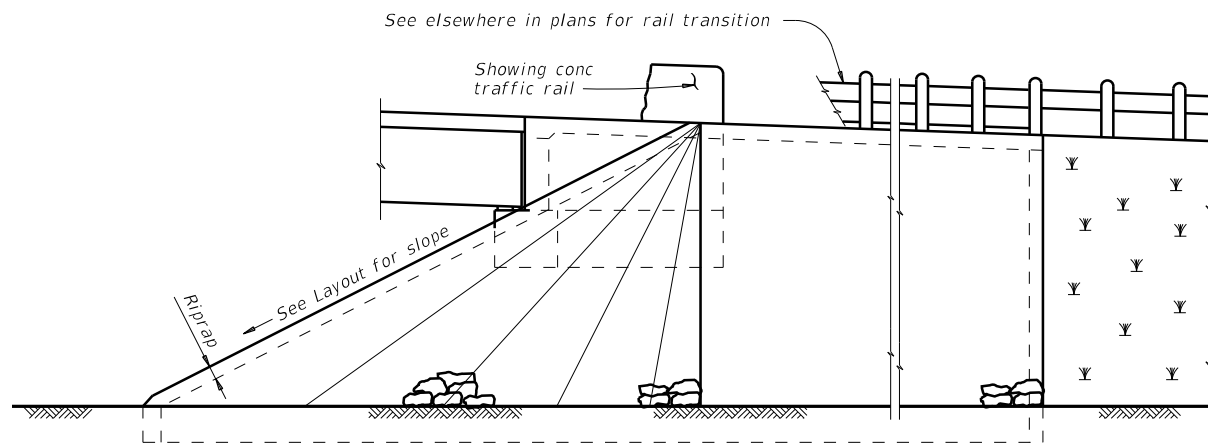 See elsewhere in plans for rail transition
Showing conc
traffic rail
See Layout for slope
Riprap